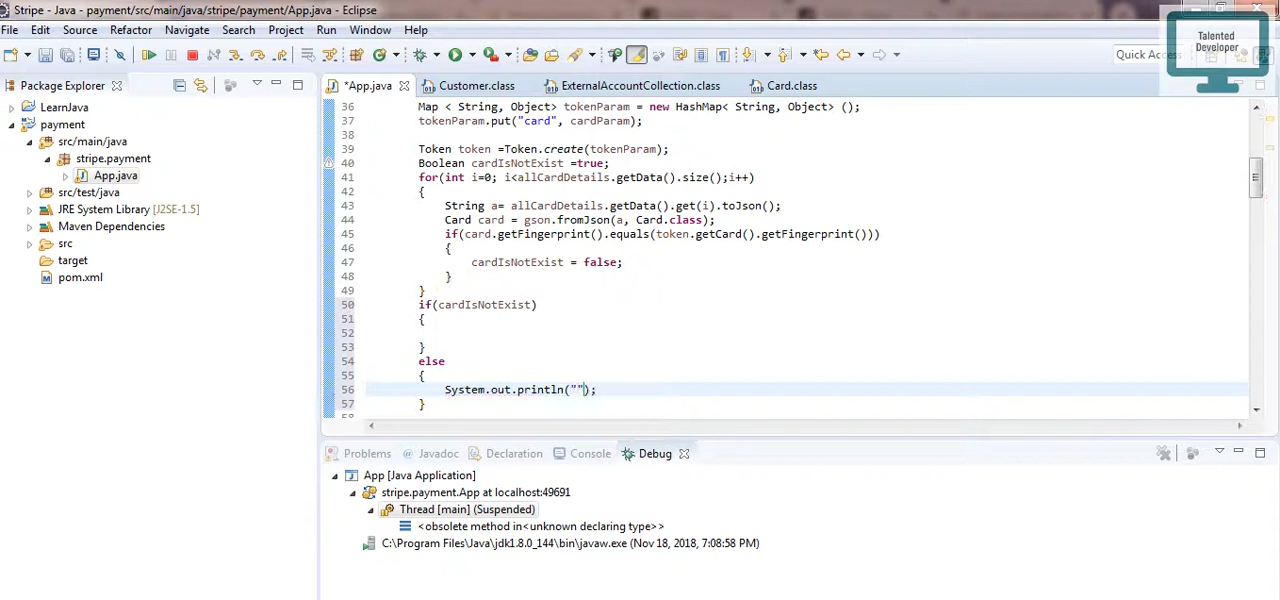 Stripe - Java - payment/src/main/java/stripe/payment/App.java - Eclipse
File Edit Source Refactor Navigate Search Project Run Window Help
Talented
Developer
Quick Access
Package Explorer
*App.java Customer.class ExternalAccountCollection.class Card.class
LearnJava
payment
src/main/java
stripe.payment
App.java
src/test/java
JRE System Library [J2SE-1.5]
Maven Dependencies
src
target
pom.xml
36 Map < String, Object> tokenParam = new HashMap< String, Object> ();
37 tokenParam.put("card", cardParam);
38
39 Token token =Token.create(tokenParam);
40 Boolean cardIsNotExist =true;
41 for(int i=0; i<allCardDetails.getData().size();i++)
42 {
43 String a= allCardDetails.getData().get(i).toJson();
44 Card card = gson.fromJson(a, Card.class);
45 if(card.getFingerprint().equals(token.getCard().getFingerprint()))
46 {
47 cardIsNotExist = false;
48 }
49 }
50 if(cardIsNotExist)
51 {
52
53 }
54 else
55 {
56 System.out.println("");
57 }
58
Problems Javadoc Declaration Console Debug
App [Java Application]
stripe.payment.App at localhost:49691
Thread [main] (Suspended)
<obsolete method in<unknown declaring type>>
C:\Program Files\Java\jdk1.8.0_144\bin\javaw.exe (Nov 18, 2018, 7:08:58 PM)